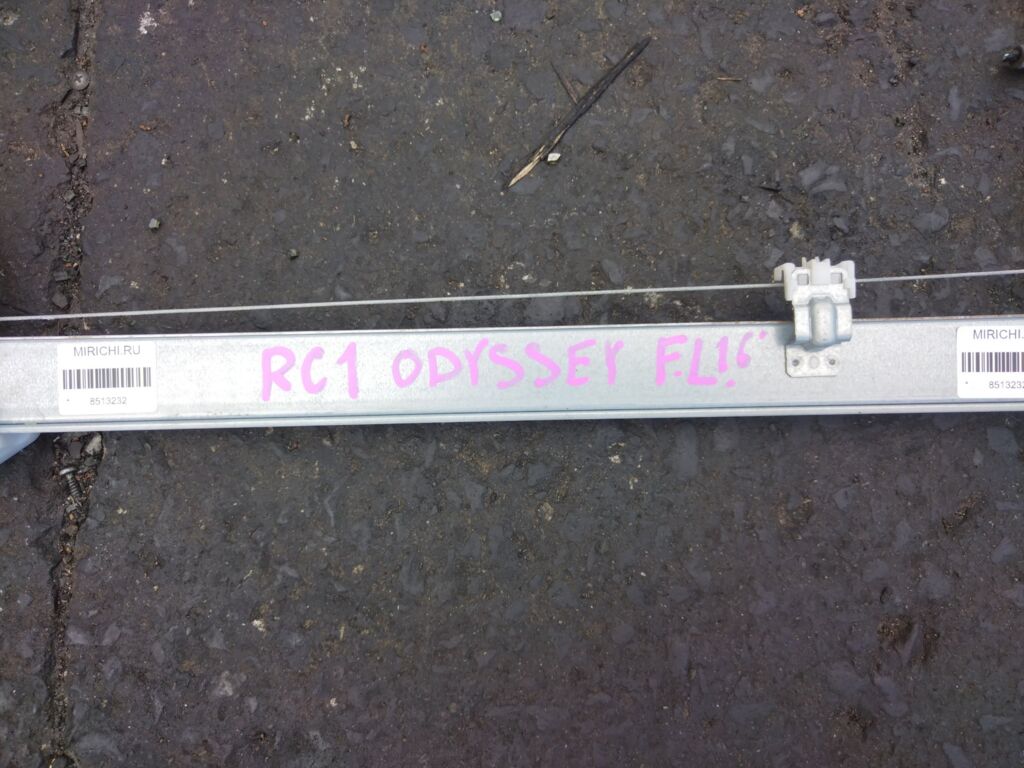 MIRICHI.RU
8513232
RC1 ODYSSEY F.L! 16"
MIRICHI.
8513232